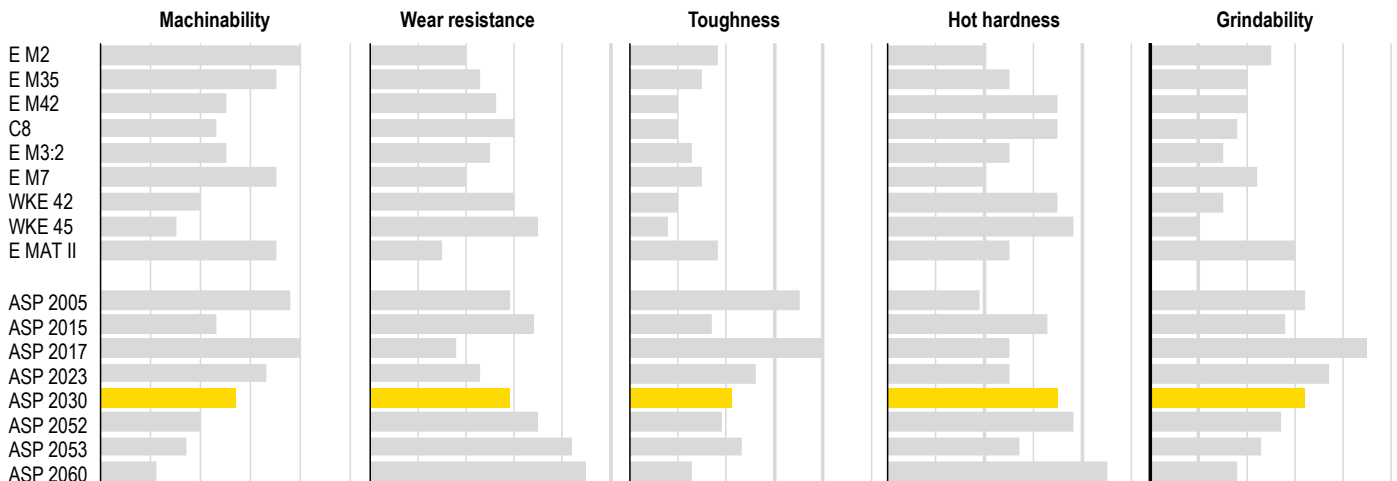 Machinability Wear resistance Toughness Hot hardness Grindability
E M2
E M35
E M42
C8
E M3:2
E M7
WKE 42
WKE 45
E MAT II
ASP 2005
ASP 2015
ASP 2017
ASP 2023
ASP 2030
ASP 2052
ASP 2053
ASP 2060